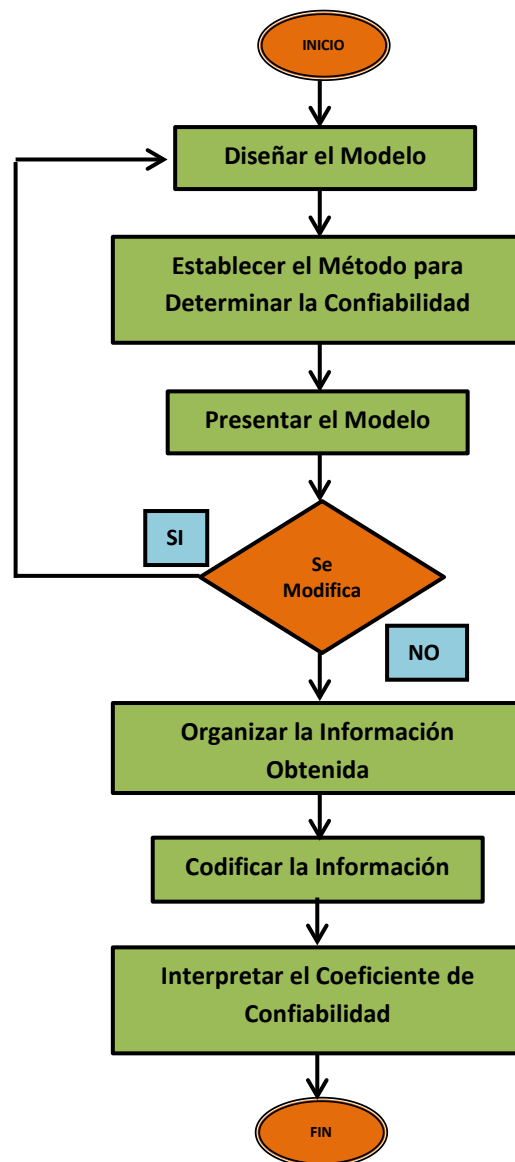 INICIO
Diseñar el Modelo
Establecer el Método para
Determinar la Confiabilidad
Presentar el Modelo
SI
Se
Modifica
NO
Organizar la Información
Obtenida
Codificar la Información
Interpretar el Coeficiente de
Confiabilidad
FIN